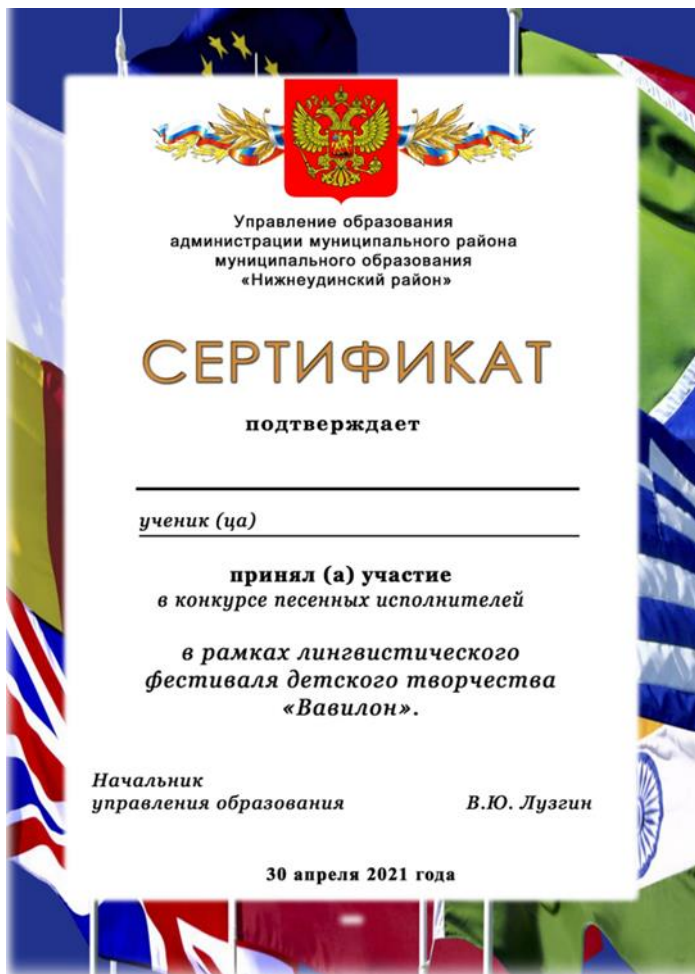 Управление образования
администрации муниципального района
муниципального образования
«Нижнеудинский район»
СЕРТИФИКАТ
подтверждает
ученик (ца)
принял (а) участие
в конкурсе песенных исполнителей
в рамках лингвистического
фестиваля детского творчества
«Вавилон».
Начальник
управления образования В.Ю. Лузгин
30 апреля 2021 года